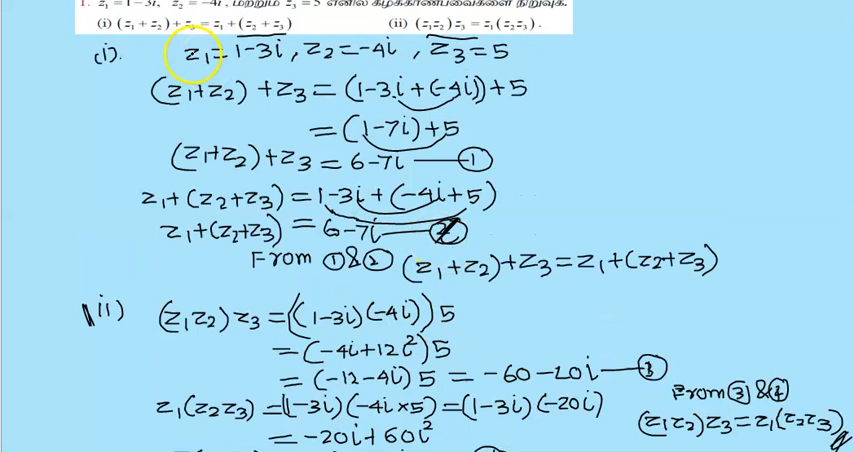 1. z₁ = 1 − 3i, z₂ = −4i, மற்றும் z₃ = 5 எனில் கீழ்க்காண்பவைகளை நிறுவுக.
(i) (z₁ + z₂) + z₃ = z₁ + (z₂ + z₃) (ii) (z₁z₂) z₃ = z₁ (z₂z₃).
(i). z₁ = 1-3i, z₂ = -4i, z₃ = 5
(z₁+z₂) + z₃ = (1-3i + (-4i)) + 5
= (1-7i) + 5
(z₁+z₂) + z₃ = 6-7i — ①
z₁ + (z₂+z₃) = 1-3i + (-4i+5)
z₁ + (z₂+z₃) = 6-7i — ②
From ① & ② (z₁+z₂)+z₃ = z₁+(z₂+z₃)
ii) (z₁z₂) z₃ = ((1-3i)(-4i)) 5
= (-4i+12i²) 5
= (-12-4i) 5 = -60-20i — ③
z₁(z₂z₃) = (1-3i)(-4i×5) = (1-3i)(-20i)
= -20i+60i²
From ③ & ④
(z₁z₂)z₃ = z₁(z₂z₃)